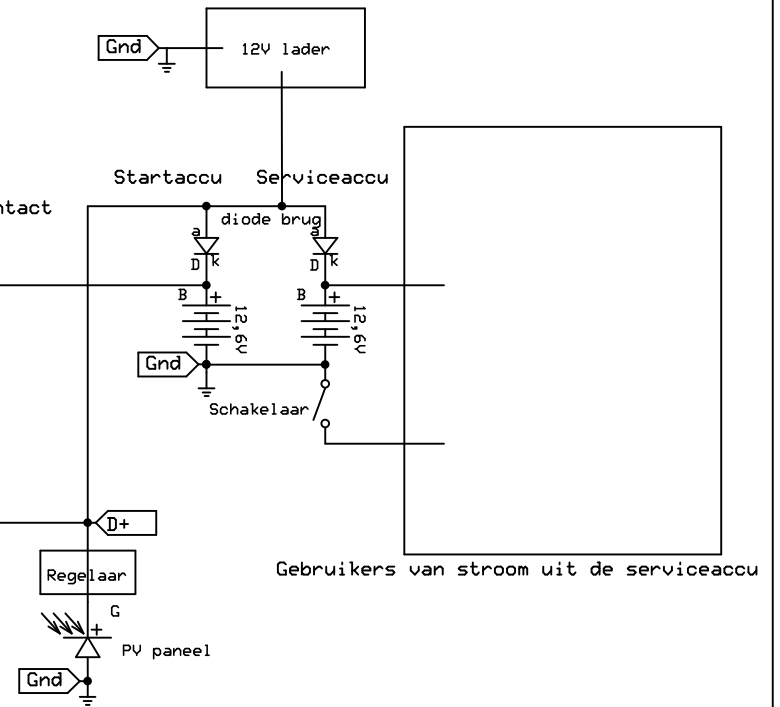 Gnd
12V lader
Startaccu Serviceaccu
ntact
diode brug
a a
D k D k
B + B +
12,6V 12,6V
Gnd
Schakelaar
D+
Gebruikers van stroom uit de serviceaccu
Regelaar
G
+
PV paneel
Gnd